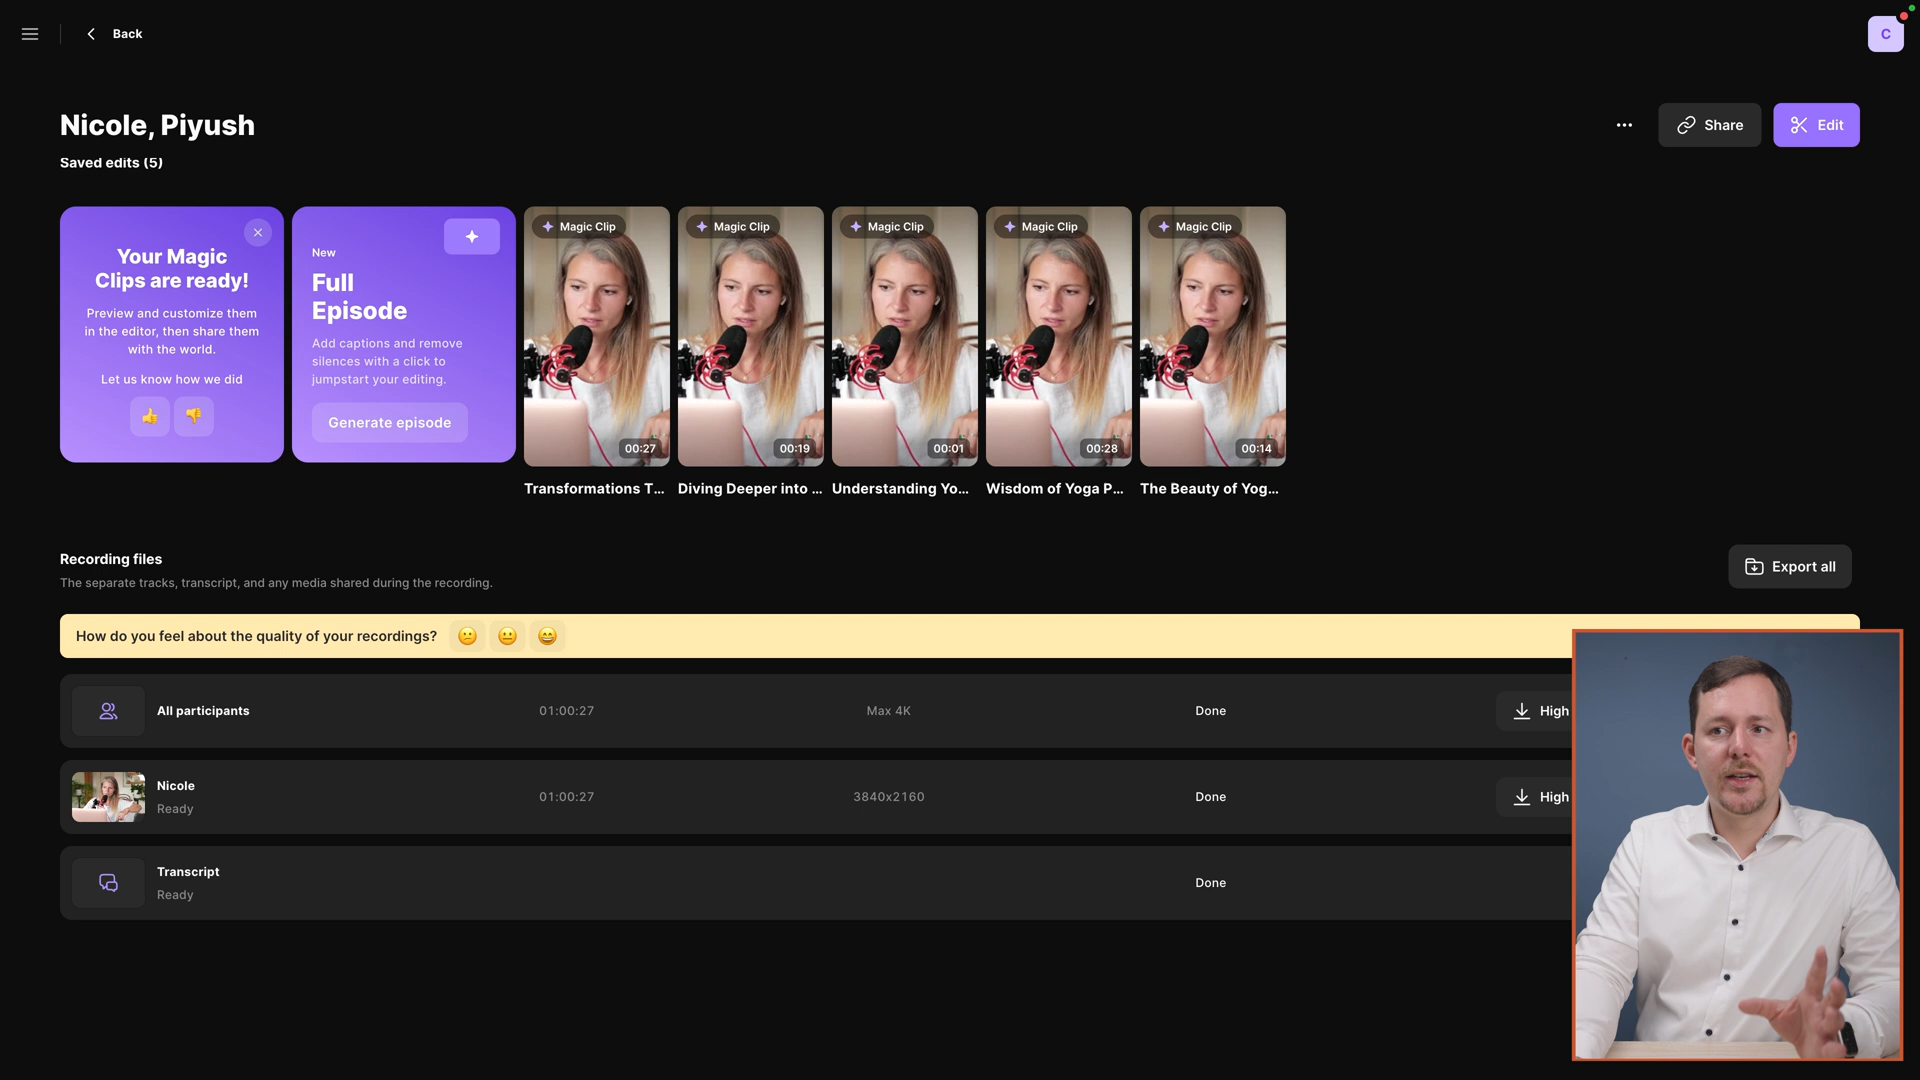 Back
C
Nicole, Piyush
Share
Edit
Saved edits (5)
Your Magic
Clips are ready!
Preview and customize them
in the editor, then share them
with the world.
Let us know how we did
New
Full
Episode
Add captions and remove
silences with a click to
jumpstart your editing.
Generate episode
Magic Clip
00:27
Transformations T...
Magic Clip
00:19
Diving Deeper into ...
Magic Clip
00:01
Understanding Yo...
Magic Clip
00:28
Wisdom of Yoga P...
Magic Clip
00:14
The Beauty of Yog...
Recording files
The separate tracks, transcript, and any media shared during the recording.
Export all
How do you feel about the quality of your recordings?
All participants
01:00:27
Max 4K
Done
High
Nicole
Ready
01:00:27
3840x2160
Done
High
Transcript
Ready
Done